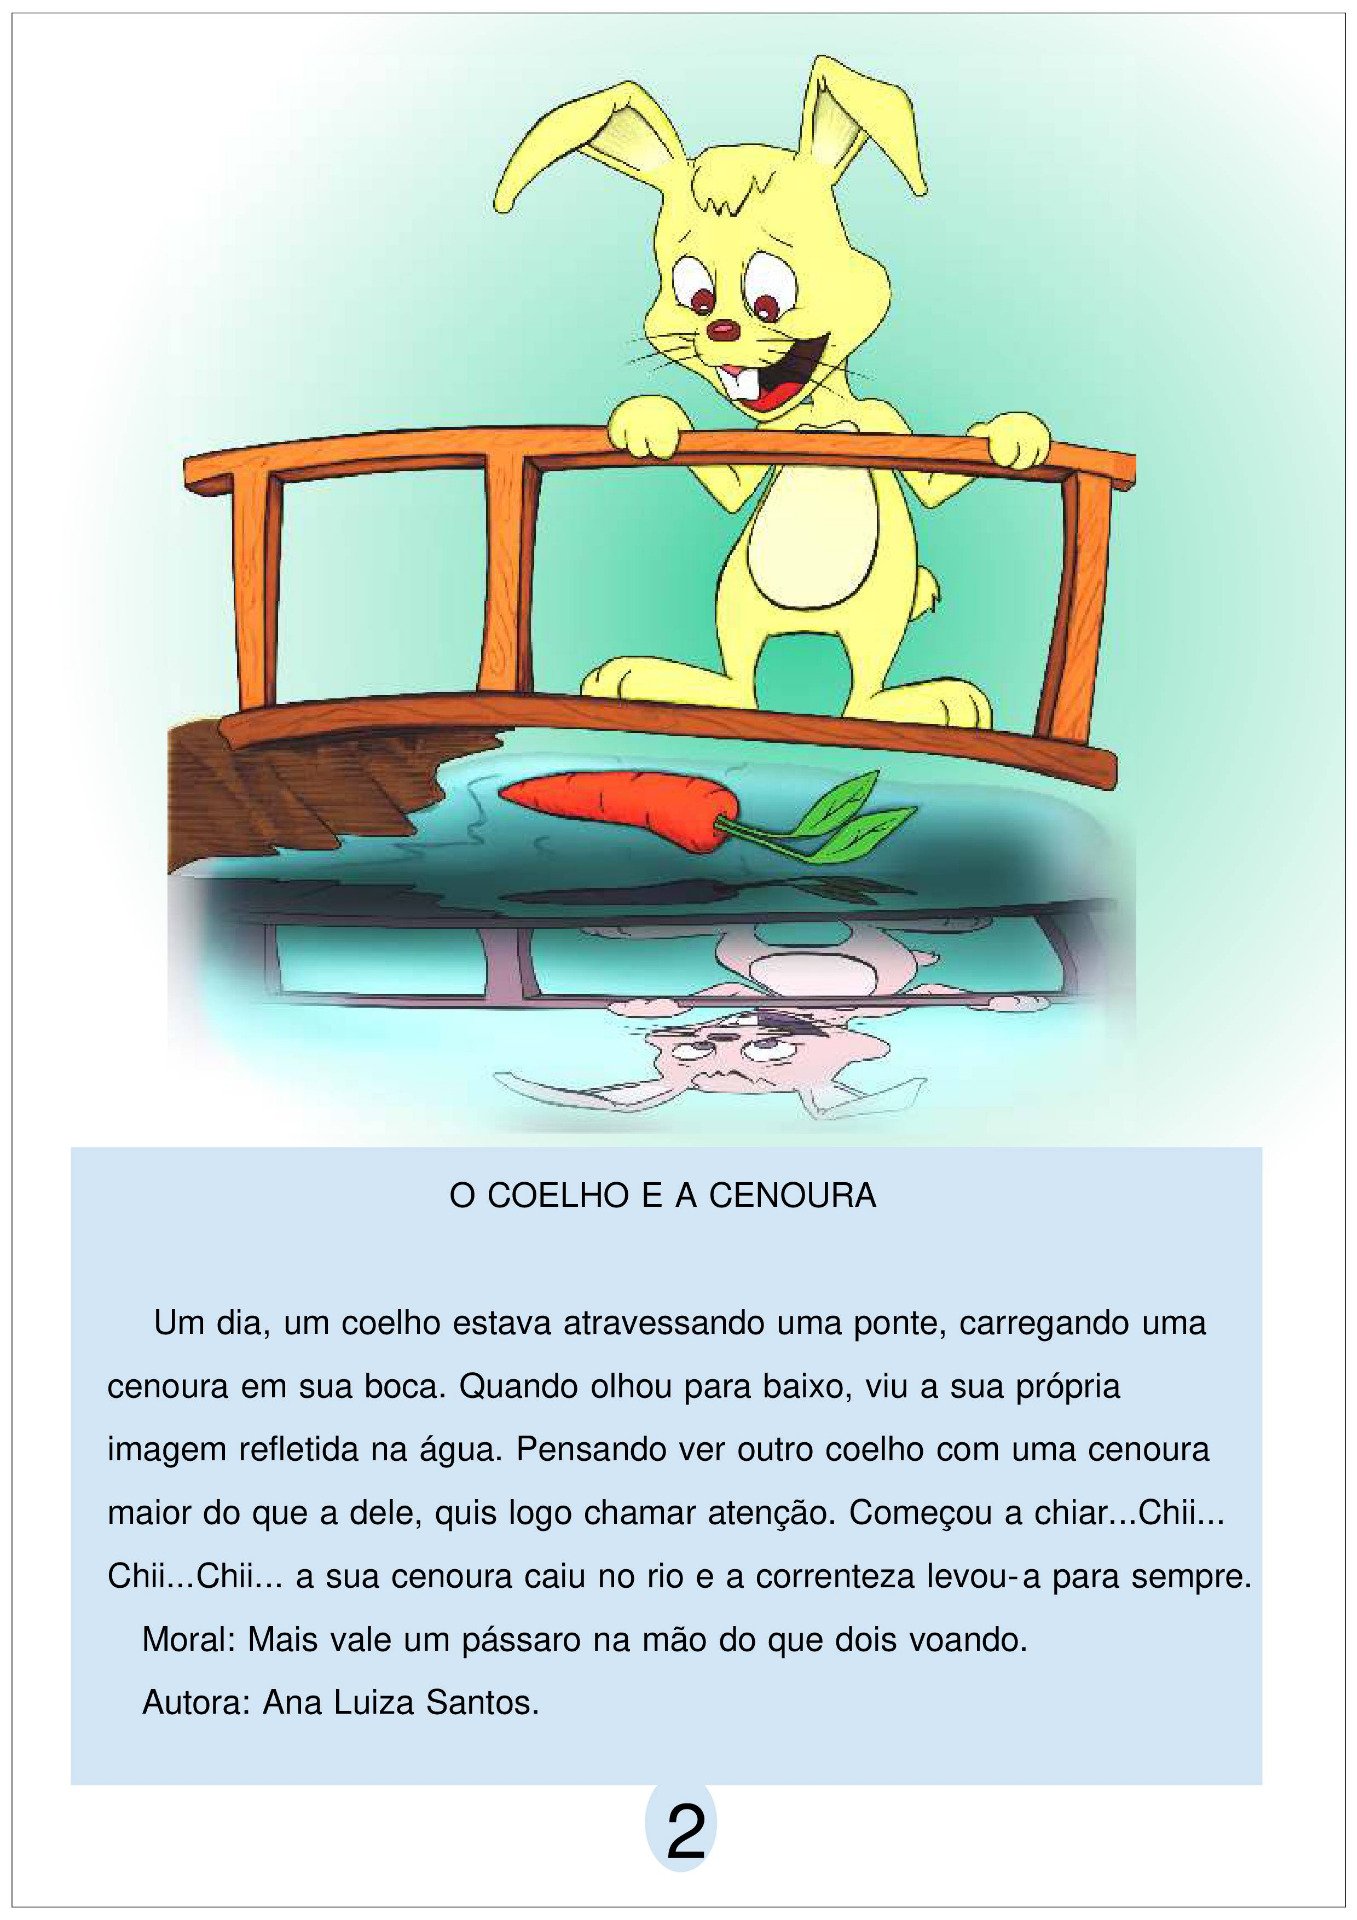 O COELHO E A CENOURA
Um dia, um coelho estava atravessando uma ponte, carregando uma
cenoura em sua boca. Quando olhou para baixo, viu a sua própria
imagem refletida na água. Pensando ver outro coelho com uma cenoura
maior do que a dele, quis logo chamar atenção. Começou a chiar...Chii...
Chii...Chii... a sua cenoura caiu no rio e a correnteza levou-a para sempre.
Moral: Mais vale um pássaro na mão do que dois voando.
Autora: Ana Luiza Santos.
2